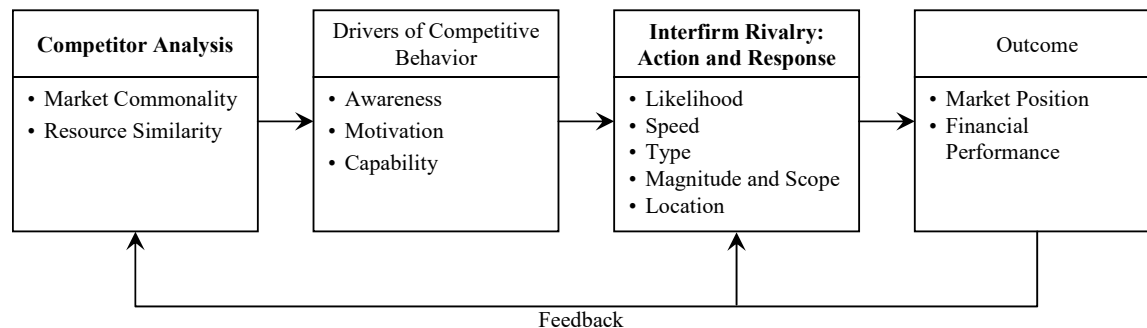 Competitor Analysis
• Market Commonality
• Resource Similarity
Drivers of Competitive
Behavior
• Awareness
• Motivation
• Capability
Interfirm Rivalry:
Action and Response
• Likelihood
• Speed
• Type
• Magnitude and Scope
• Location
Outcome
• Market Position
• Financial
Performance
Feedback